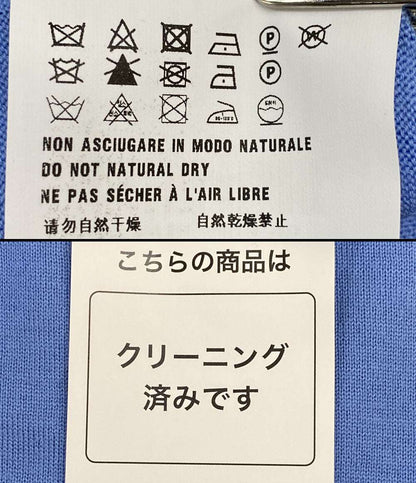 P
W
P
NON ASCIUGARE IN MODO NATURALE
DO NOT NATURAL DRY
NE PAS SÉCHER À L'AIR LIBRE
请勿自然干燥 自然乾燥禁止
こちらの商品は
クリーニング
済みです